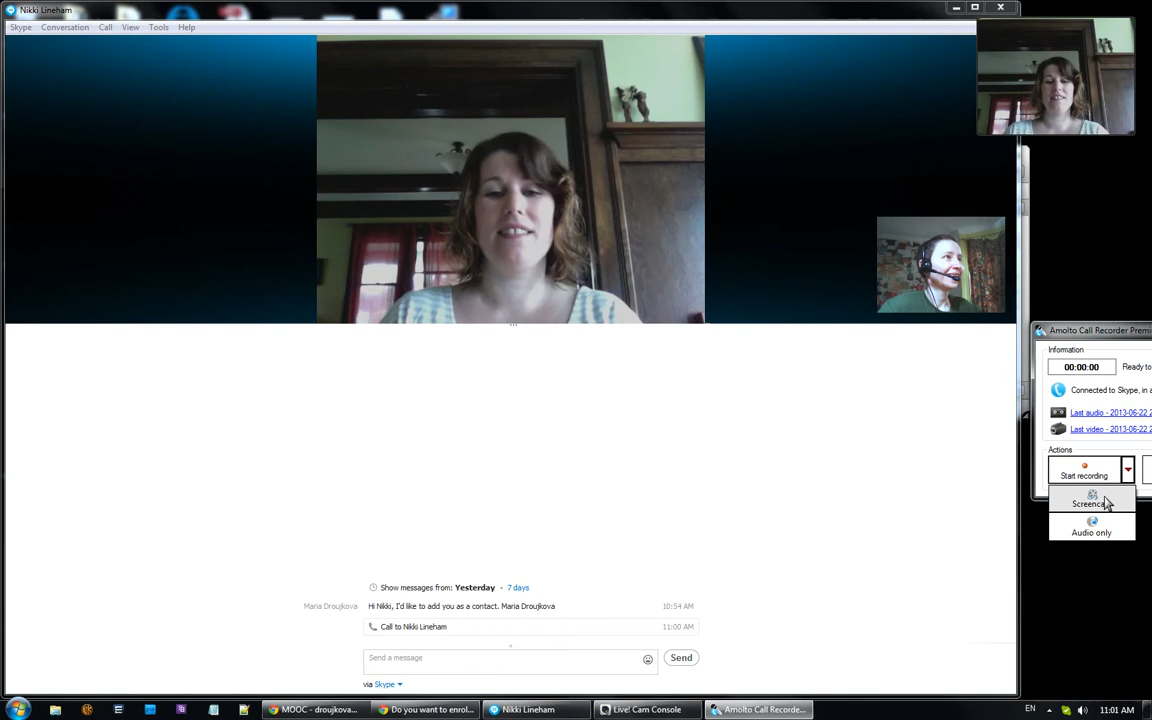 Nikki Lineham
Skype Conversation Call View Tools Help
Amolto Call Recorder Premi
Information
00:00:00 Ready to
Connected to Skype, in a
Last audio - 2013-06-22 2
Last video - 2013-06-22 2
Actions
Start recording
Screenca
Audio only
Show messages from: Yesterday • 7 days
Maria Droujkova Hi Nikki, I'd like to add you as a contact. Maria Droujkova 10:54 AM
Call to Nikki Lineham 11:00 AM
Send a message Send
via Skype
MOOC - droujkova... Do you want to enrol... Nikki Lineham Live! Cam Console Amolto Call Recorde... EN 11:01 AM